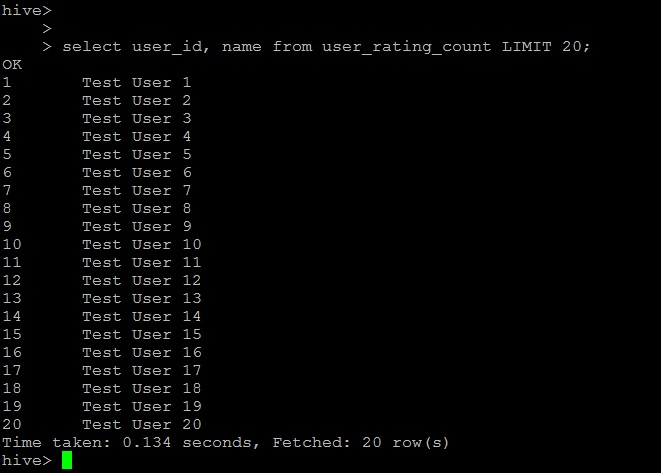 hive>
    >
    > select user_id, name from user_rating_count LIMIT 20;
OK
1       Test User 1
2       Test User 2
3       Test User 3
4       Test User 4
5       Test User 5
6       Test User 6
7       Test User 7
8       Test User 8
9       Test User 9
10      Test User 10
11      Test User 11
12      Test User 12
13      Test User 13
14      Test User 14
15      Test User 15
16      Test User 16
17      Test User 17
18      Test User 18
19      Test User 19
20      Test User 20
Time taken: 0.134 seconds, Fetched: 20 row(s)
hive>